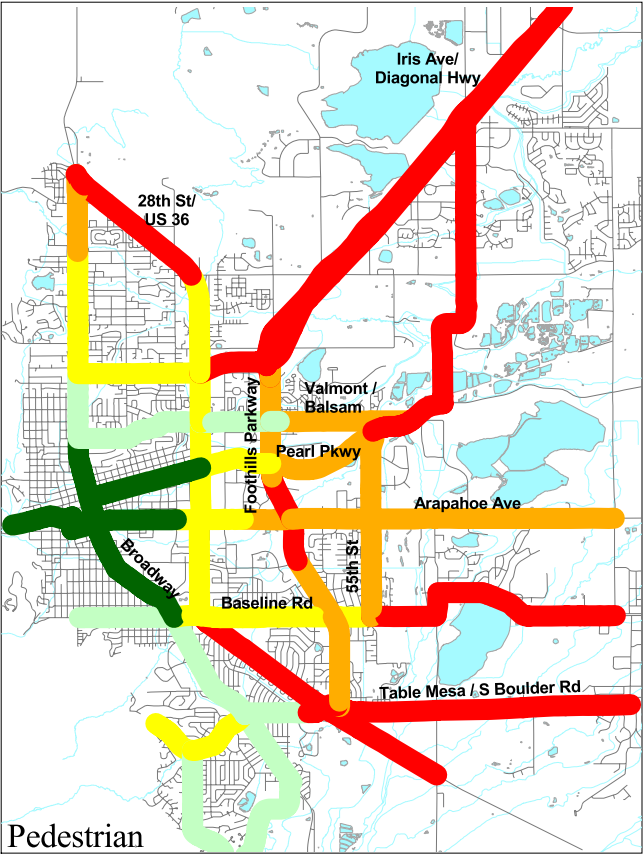 Iris Ave/
Diagonal Hwy
28th St/
US 36
Valmont /
Balsam
Foothills Parkway
Pearl Pkwy
Arapahoe Ave
Broadway
55th St
Baseline Rd
Table Mesa / S Boulder Rd
Pedestrian